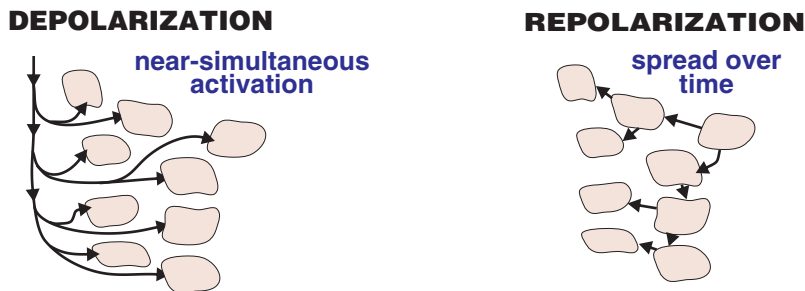 DEPOLARIZATION
near-simultaneous
activation
REPOLARIZATION
spread over
time